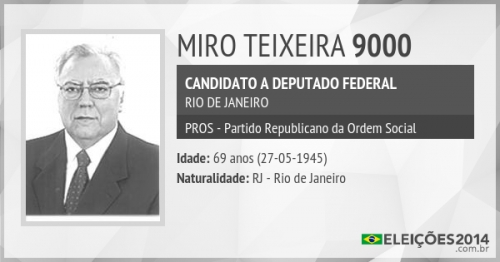 MIRO TEIXEIRA 9000
CANDIDATO A DEPUTADO FEDERAL
RIO DE JANEIRO
PROS - Partido Republicano da Ordem Social
Idade: 69 anos (27-05-1945)
Naturalidade: RJ - Rio de Janeiro
ELEIÇÕES2014
.com.br